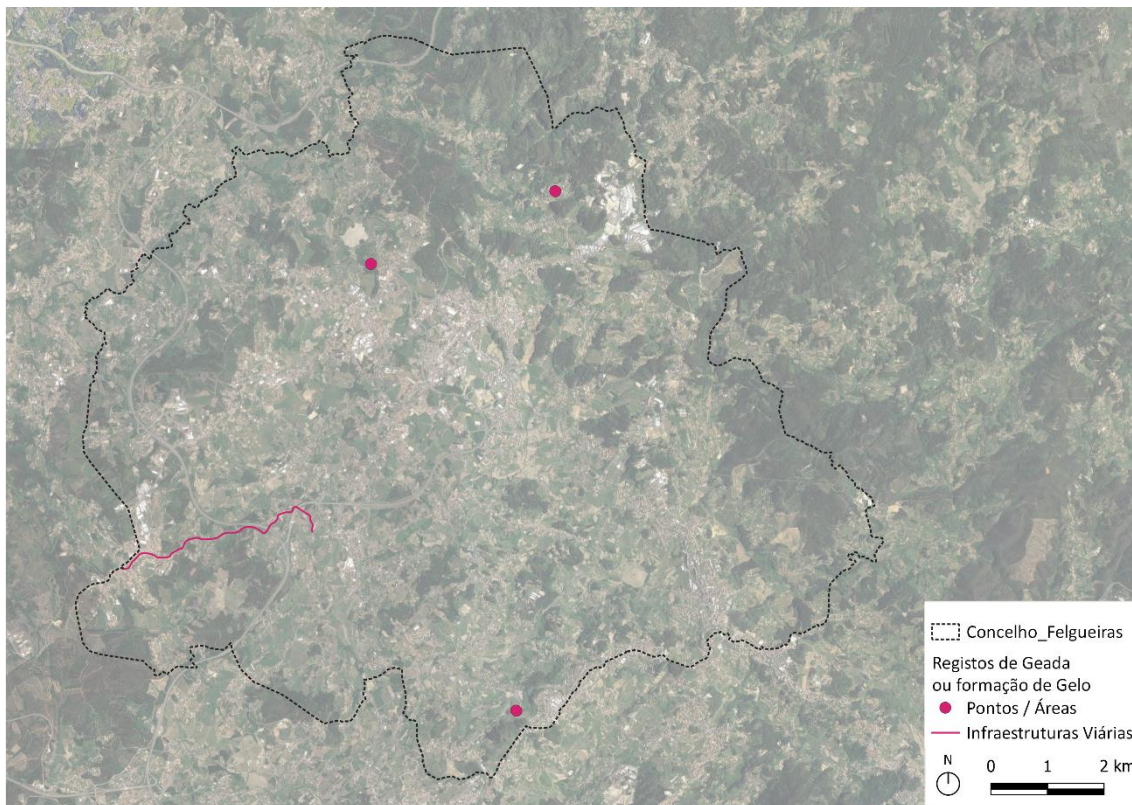 Concelho_Felgueiras
Registos de Geada
ou formação de Gelo
Pontos / Áreas
Infraestruturas Viárias
N
0 1 2 km